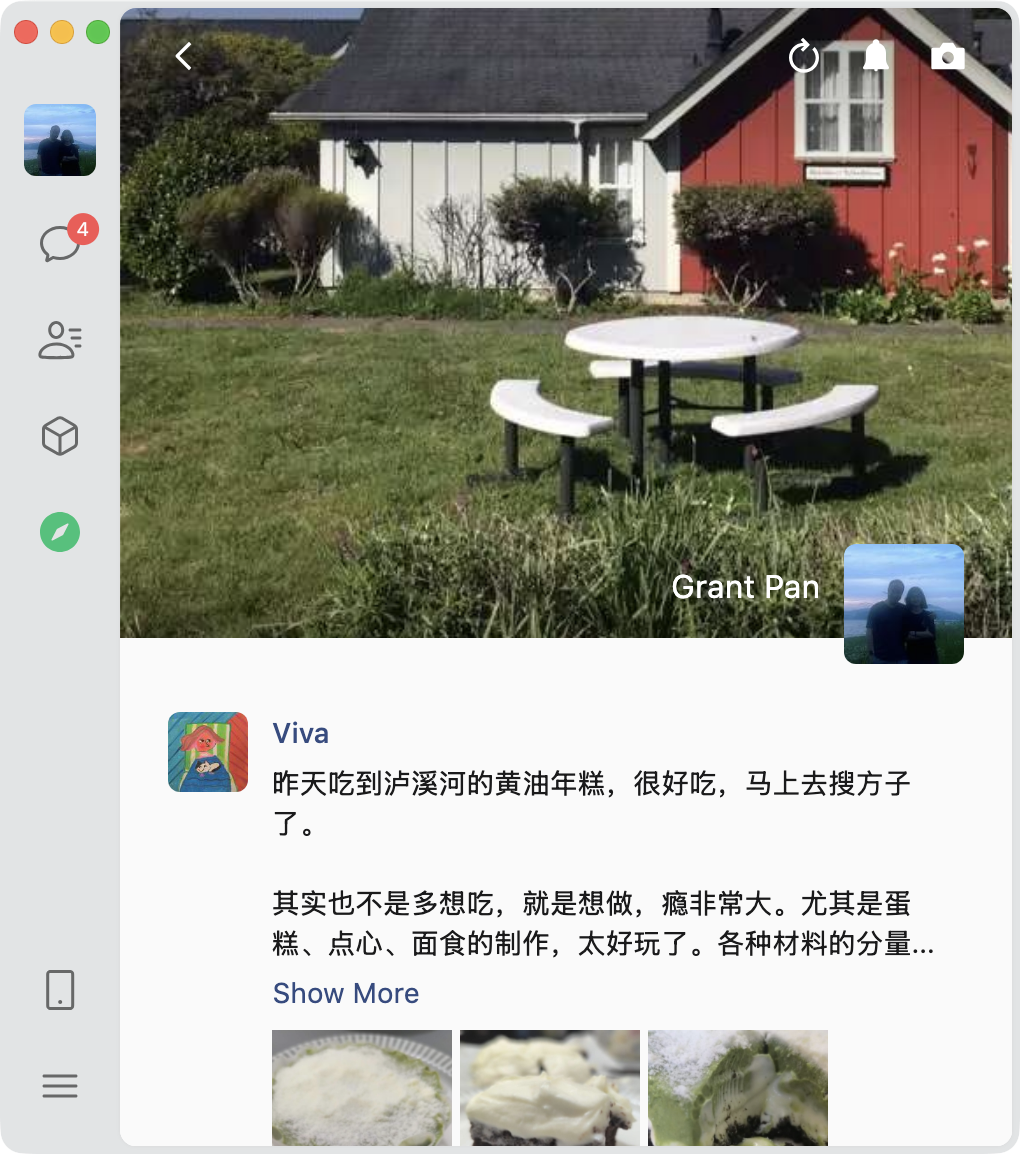 4
Grant Pan
Viva
昨天吃到泸溪河的黄油年糕，很好吃，马上去搜方子
了。
其实也不是多想吃，就是想做，瘾非常大。尤其是蛋
糕、点心、面食的制作，太好玩了。各种材料的分量...
Show More